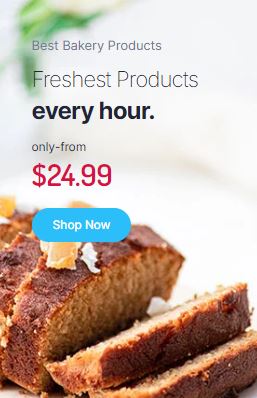 Best Bakery Products
Freshest Products
every hour.
only-from
$24.99
Shop Now